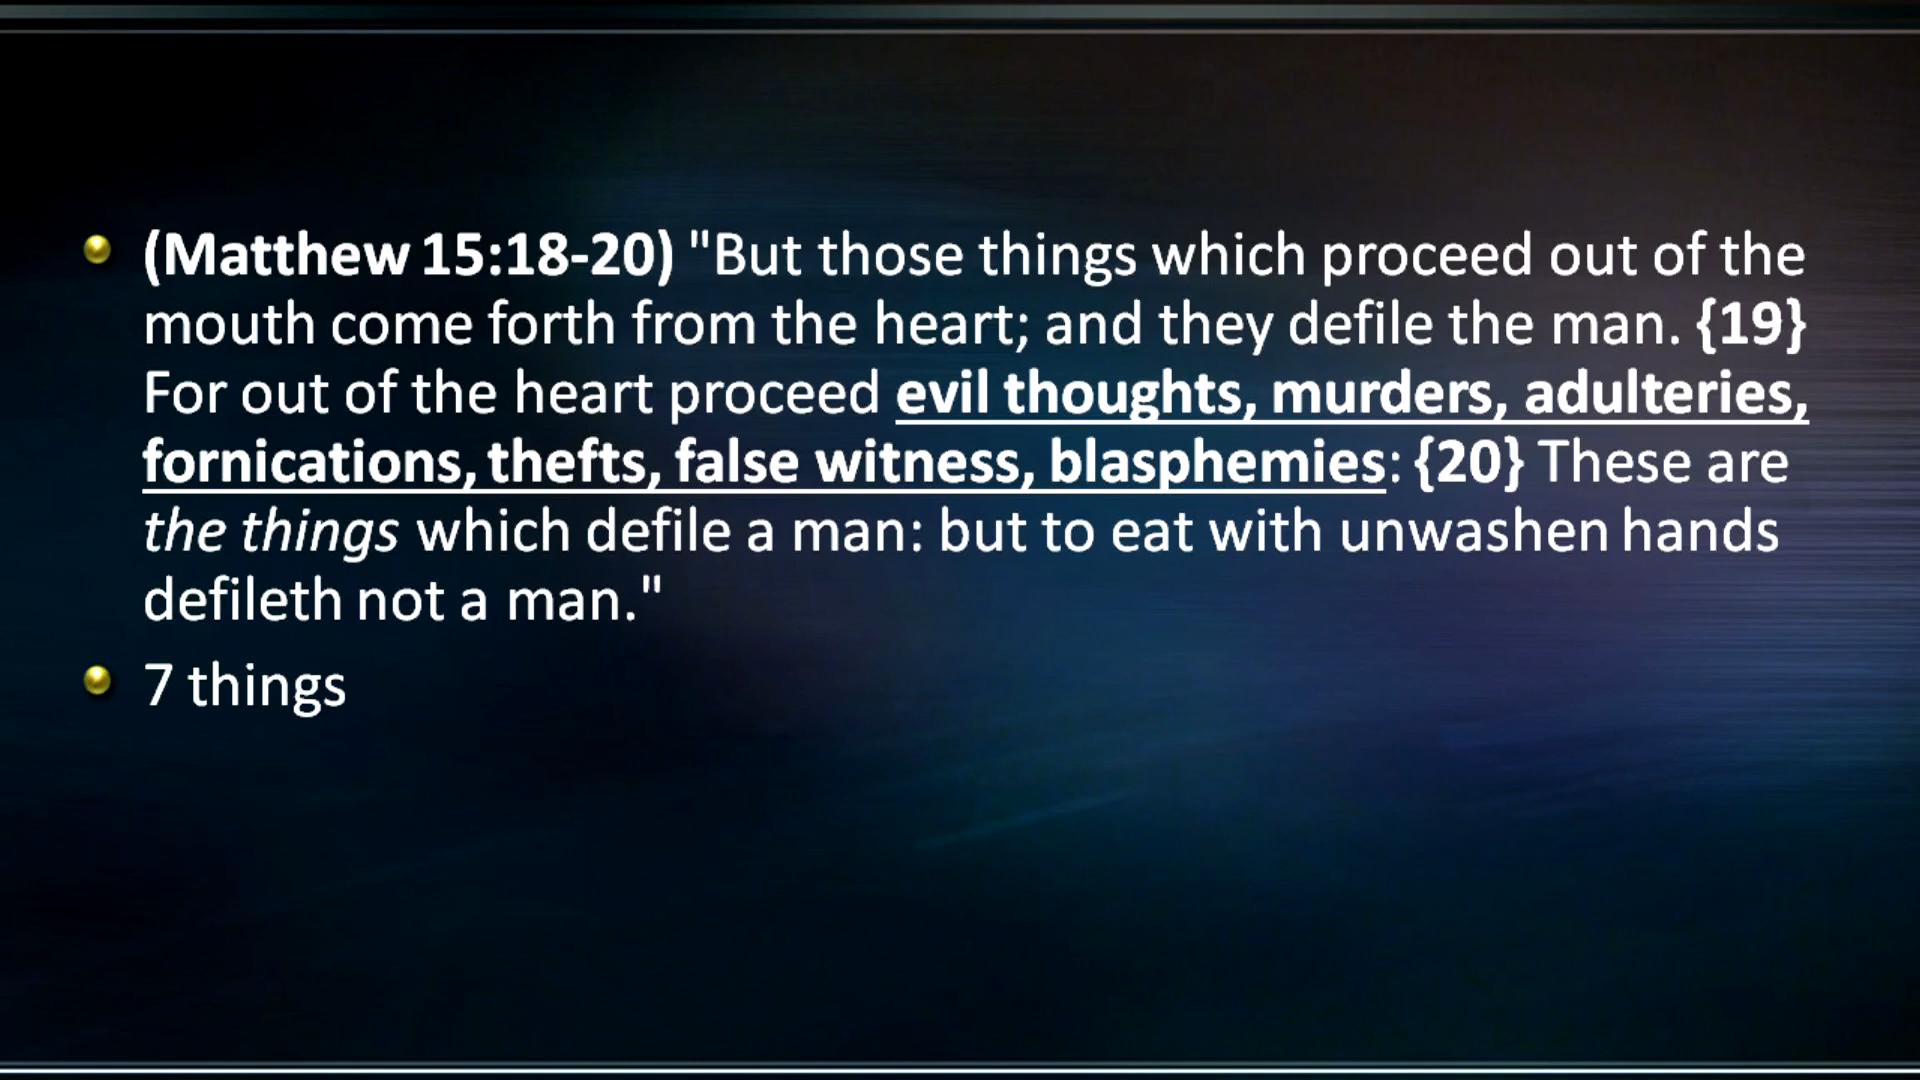 (Matthew 15:18-20) "But those things which proceed out of the
mouth come forth from the heart; and they defile the man. {19}
For out of the heart proceed evil thoughts, murders, adulteries,
fornications, thefts, false witness, blasphemies: {20} These are
the things which defile a man: but to eat with unwashen hands
defileth not a man."
7 things